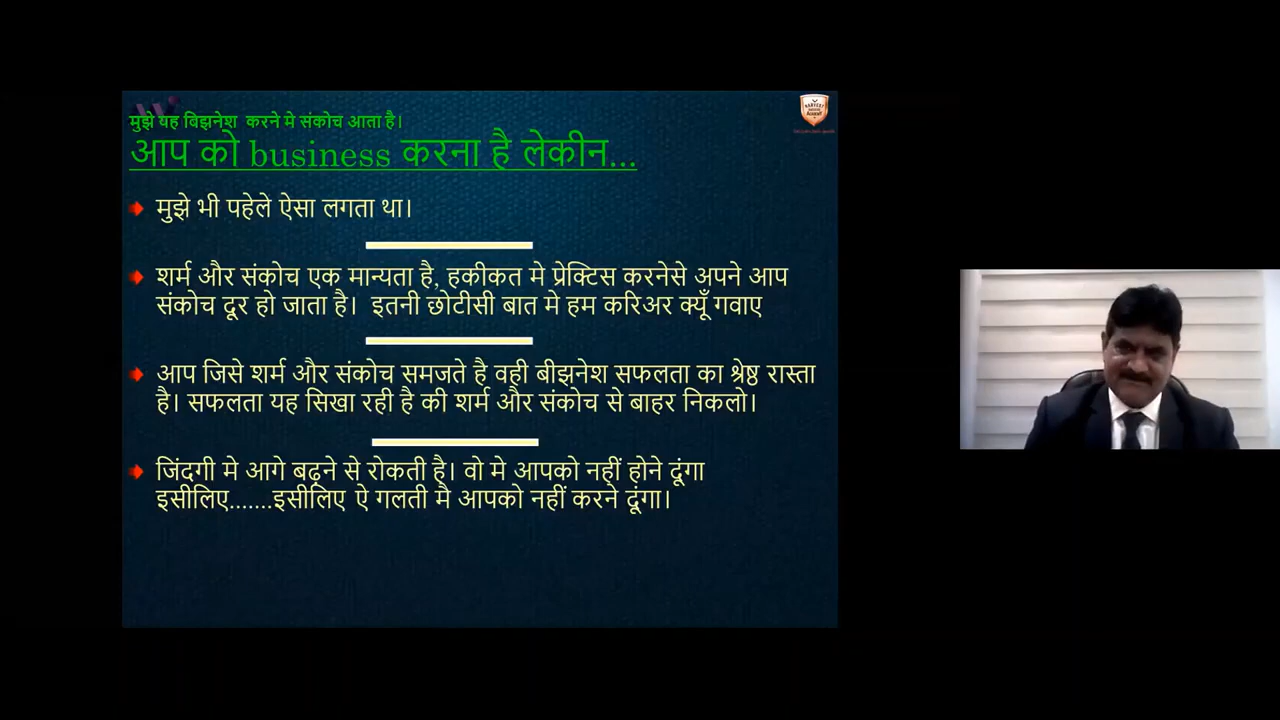 मुझे यह बिझनेश करने मे संकोच आता है।
आप को business करना है लेकीन...
मुझे भी पहेले ऐसा लगता था।
शर्म और संकोच एक मान्यता है, हकीकत मे प्रेक्टिस करनेसे अपने आप
संकोच दूर हो जाता है। इतनी छोटीसी बात मे हम करिअर क्यूँ गवाए
आप जिसे शर्म और संकोच समजते है वही बीझनेश सफलता का श्रेष्ठ रास्ता
है। सफलता यह सिखा रही है की शर्म और संकोच से बाहर निकलो।
जिंदगी मे आगे बढ़ने से रोकती है। वो मे आपको नहीं होने दूंगा
इसीलिए.......इसीलिए ऐ गलती मै आपको नहीं करने दूंगा।